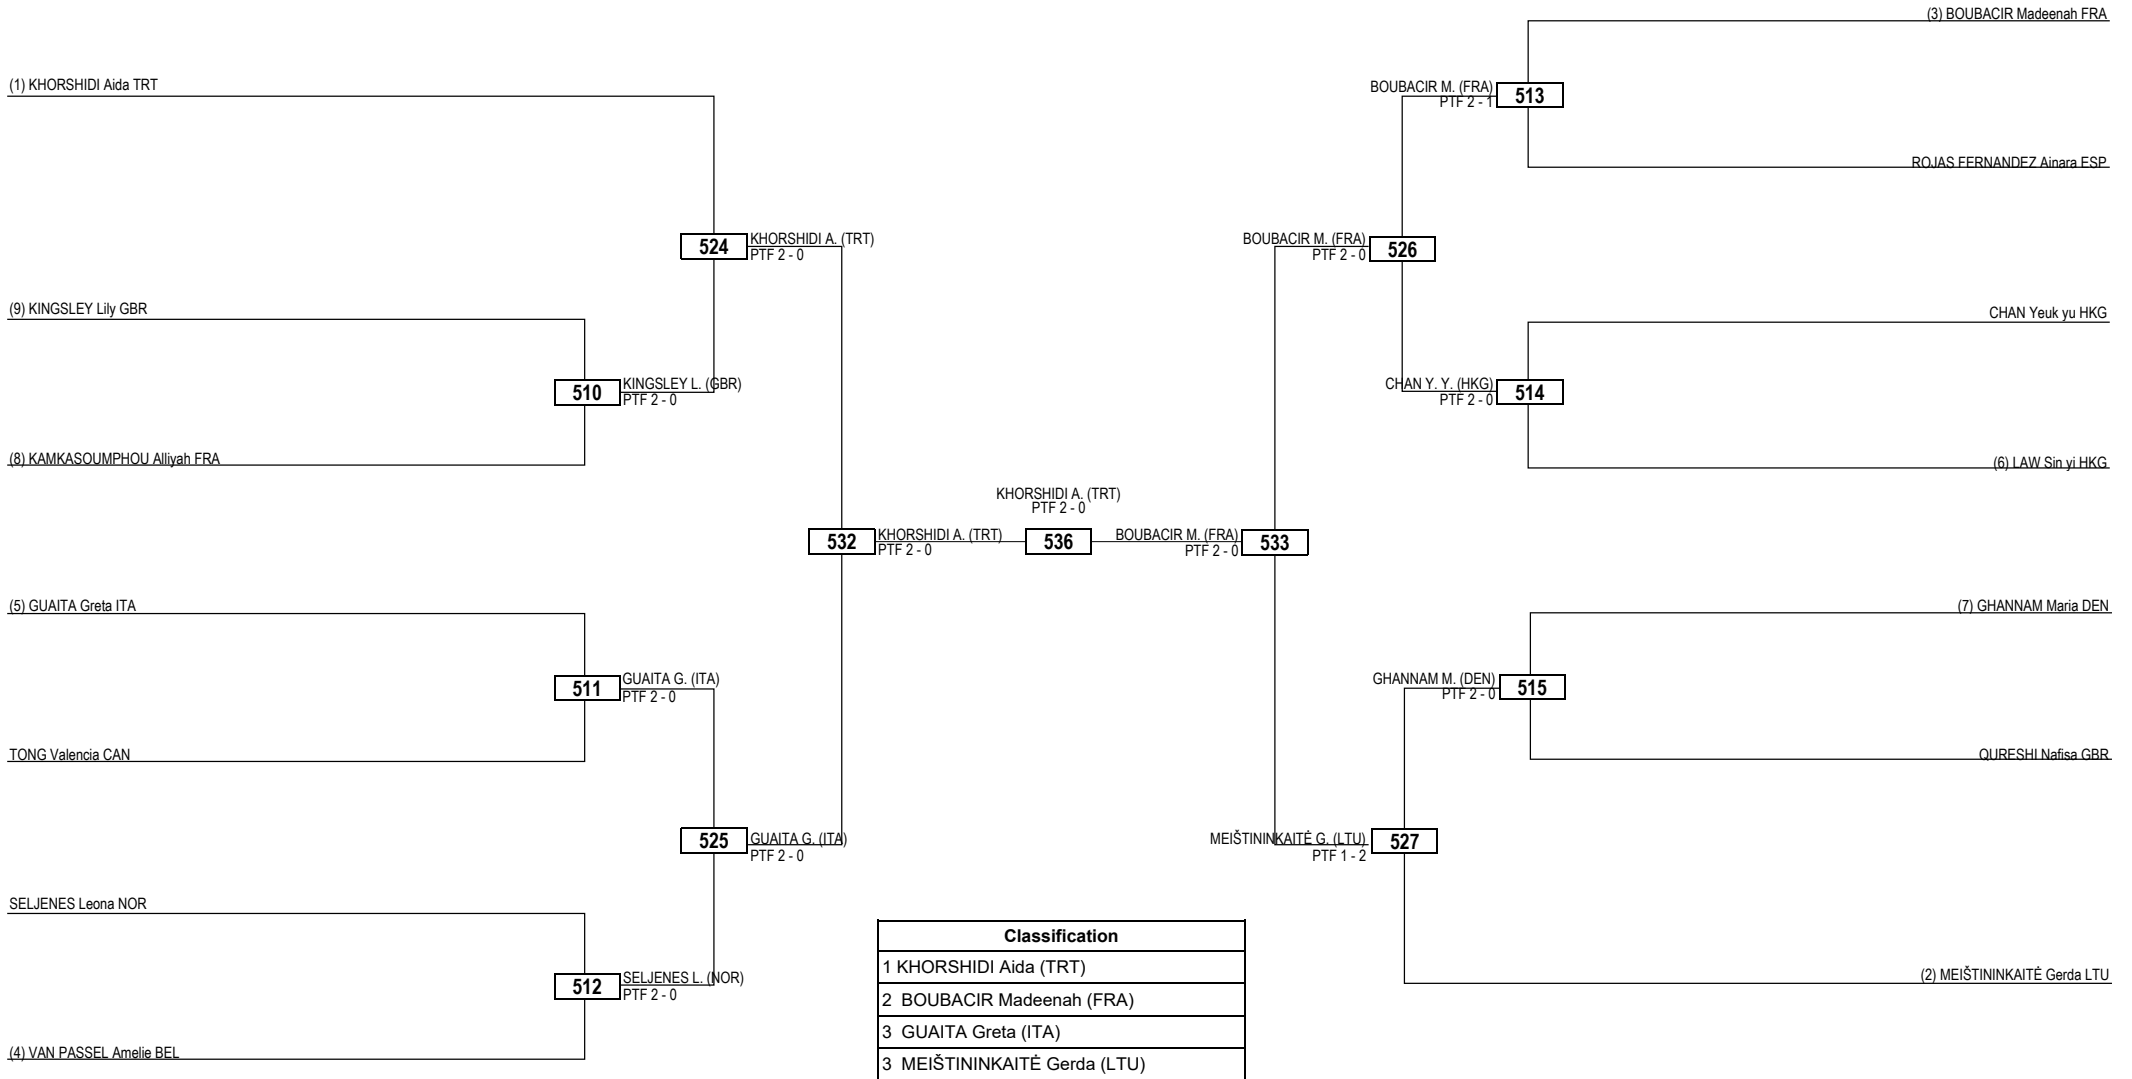 (3) BOUBACIR Madeenah FRA
(1) KHORSHIDI Aida TRT
BOUBACIR M. (FRA)
PTF 2 - 1
513
ROJAS FERNANDEZ Ainara ESP
524
KHORSHIDI A. (TRT)
PTF 2 - 0
BOUBACIR M. (FRA)
PTF 2 - 0
526
(9) KINGSLEY Lily GBR
CHAN Yeuk yu HKG
510
KINGSLEY L. (GBR)
PTF 2 - 0
CHAN Y. Y. (HKG)
PTF 2 - 0
514
(8) KAMKASOUMPHOU Alliyah FRA
(6) LAW Sin yi HKG
KHORSHIDI A. (TRT)
PTF 2 - 0
532
KHORSHIDI A. (TRT)
PTF 2 - 0
536
BOUBACIR M. (FRA)
PTF 2 - 0
533
(5) GUAITA Greta ITA
(7) GHANNAM Maria DEN
511
GUAITA G. (ITA)
PTF 2 - 0
GHANNAM M. (DEN)
PTF 2 - 0
515
TONG Valencia CAN
QURESHI Nafisa GBR
525
GUAITA G. (ITA)
PTF 2 - 0
MEIŠTININKAITĖ G. (LTU)
PTF 1 - 2
527
SELJENES Leona NOR
512
SELJENES L. (NOR)
PTF 2 - 0
(2) MEIŠTININKAITĖ Gerda LTU
(4) VAN PASSEL Amelie BEL
Classification
1 KHORSHIDI Aida (TRT)
2 BOUBACIR Madeenah (FRA)
3 GUAITA Greta (ITA)
3 MEIŠTININKAITĖ Gerda (LTU)